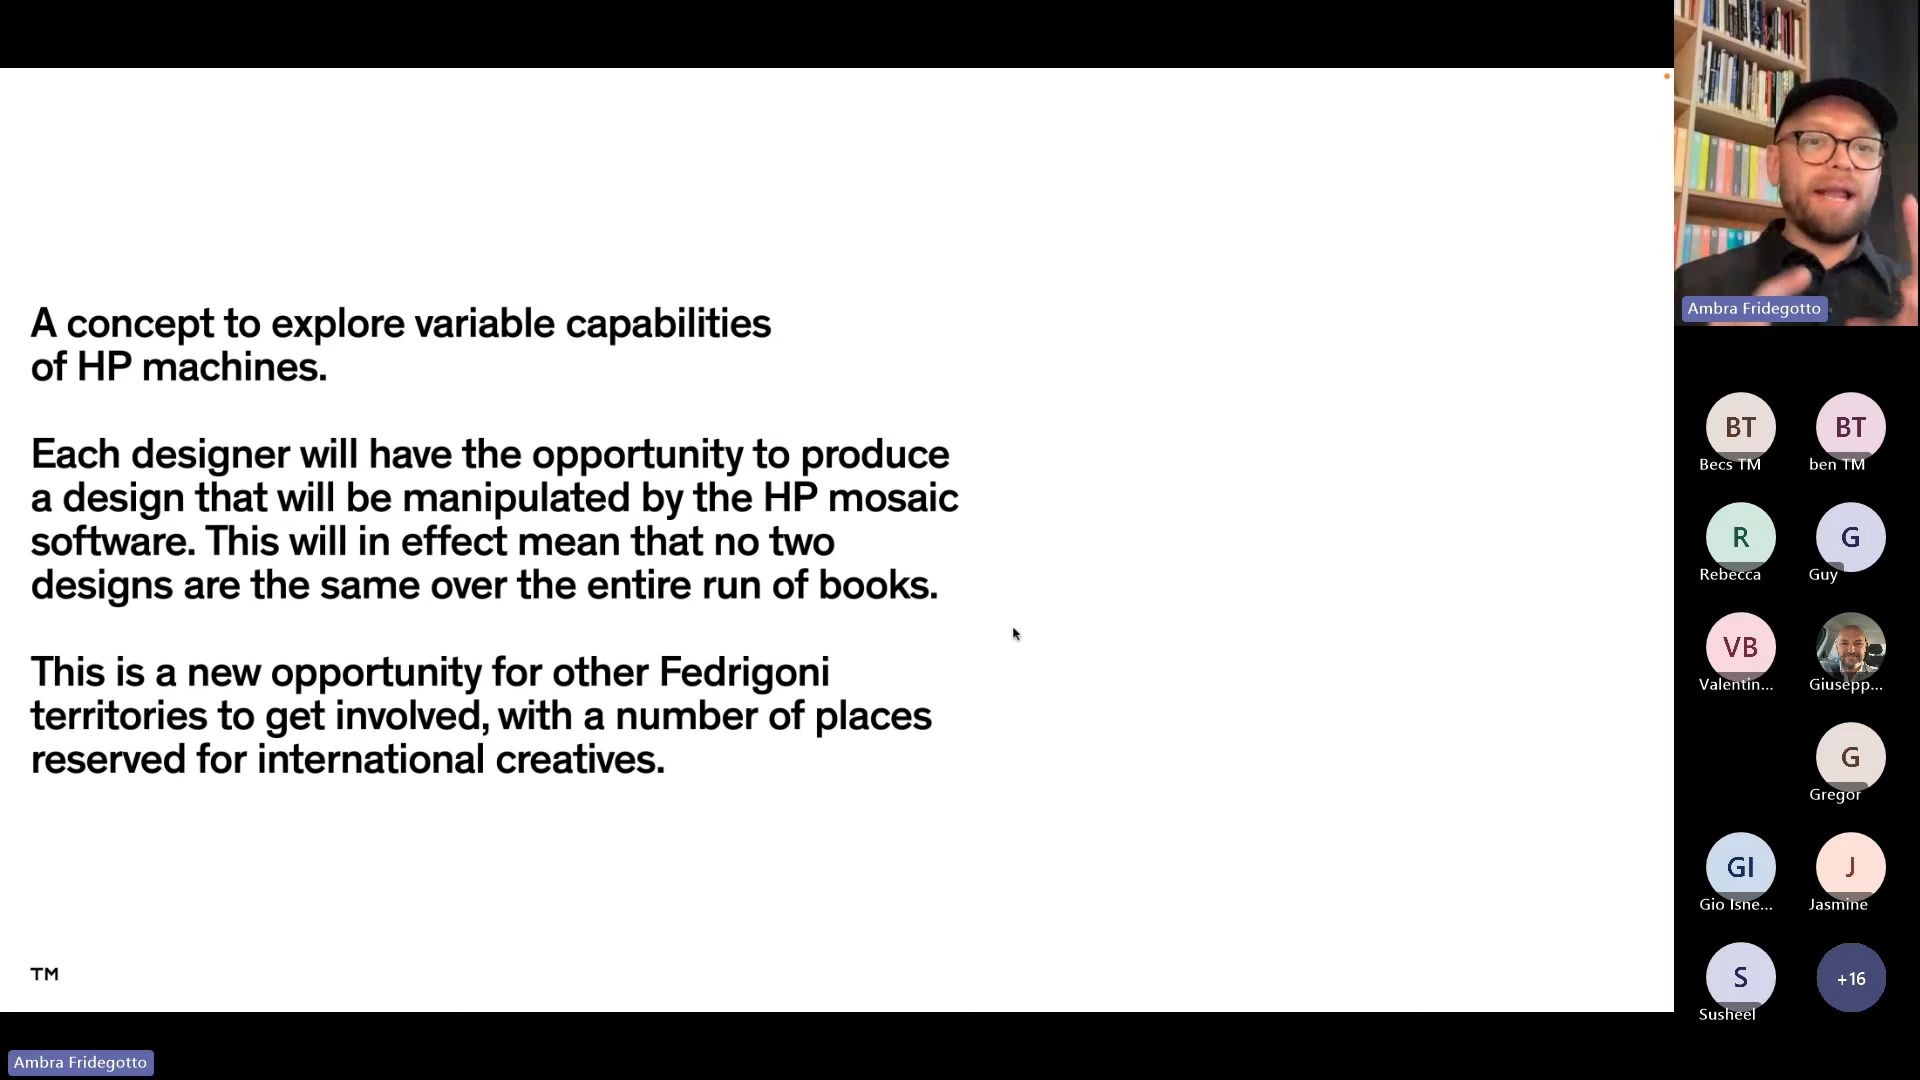 A concept to explore variable capabilities
of HP machines.
Each designer will have the opportunity to produce
a design that will be manipulated by the HP mosaic
software. This will in effect mean that no two
designs are the same over the entire run of books.
This is a new opportunity for other Fedrigoni
territories to get involved, with a number of places
reserved for international creatives.
TM
Ambra Fridegotto
Ambra Fridegotto
BT
Becs TM
BT
ben TM
R
Rebecca
G
Guy
VB
Valentin...
Giusepp...
G
Gregor
GI
Gio Isne...
J
Jasmine
S
Susheel
+16